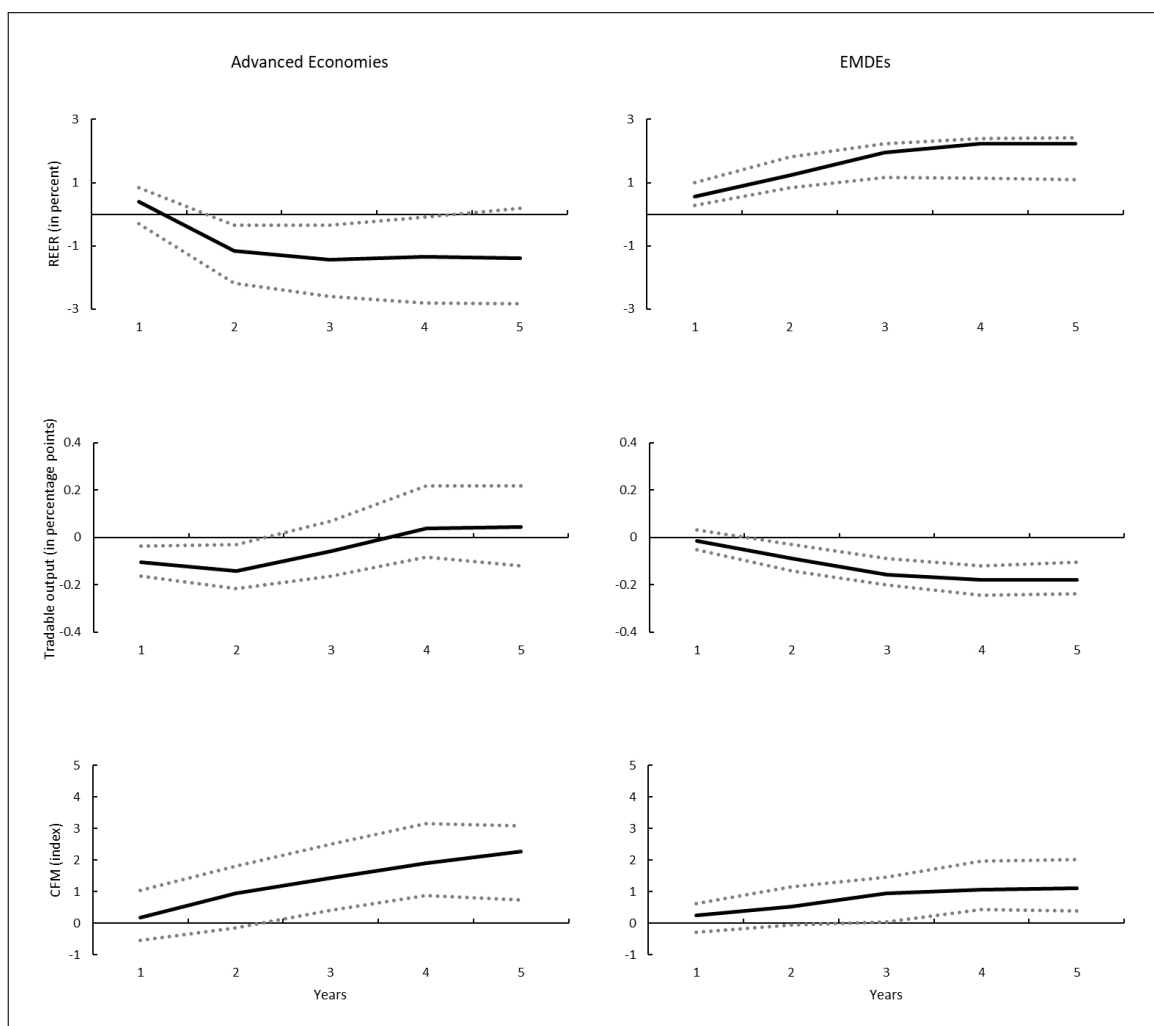 Advanced Economies
EMDEs
REER (in percent)
3
1
-1
-3
1 2 3 4 5
3
1
-1
-3
1 2 3 4 5
Tradable output (in percentage points)
0.4
0.2
0
-0.2
-0.4
1 2 3 4 5
0.4
0.2
0
-0.2
-0.4
1 2 3 4 5
CFM (index)
5
4
3
2
1
0
-1
1 2 3 4 5
Years
5
4
3
2
1
0
-1
1 2 3 4 5
Years